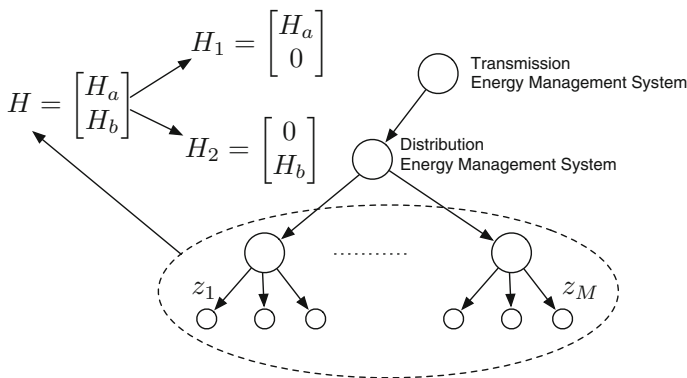 H = [H_a H_b]
H_1 = [H_a 0]
H_2 = [0 H_b]
Transmission
Energy Management System
Distribution
Energy Management System
z_1
............
z_M